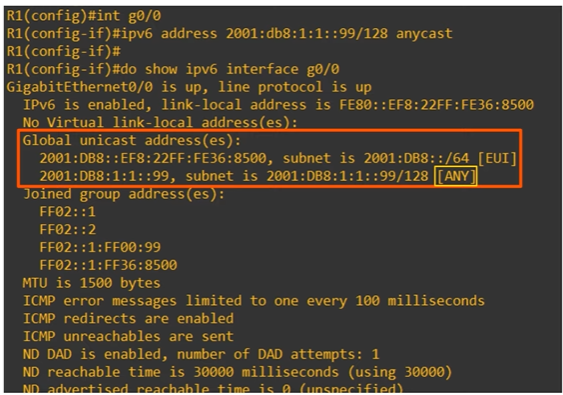 R1(config)#int g0/0
R1(config-if)#ipv6 address 2001:db8:1:1::99/128 anycast
R1(config-if)#
R1(config-if)#do show ipv6 interface g0/0
GigabitEthernet0/0 is up, line protocol is up
IPv6 is enabled, link-local address is FE80::EF8:22FF:FE36:8500
No Virtual link-local address(es):
Global unicast address(es):
2001:DB8::EF8:22FF:FE36:8500, subnet is 2001:DB8::/64 [EUI]
2001:DB8:1:1::99, subnet is 2001:DB8:1:1::99/128 [ANY]
Joined group address(es):
FF02::1
FF02::2
FF02::1:FF00:99
FF02::1:FF36:8500
MTU is 1500 bytes
ICMP error messages limited to one every 100 milliseconds
ICMP redirects are enabled
ICMP unreachables are sent
ND DAD is enabled, number of DAD attempts: 1
ND reachable time is 30000 milliseconds (using 30000)
ND advertised reachable time is 0 (unspecified)